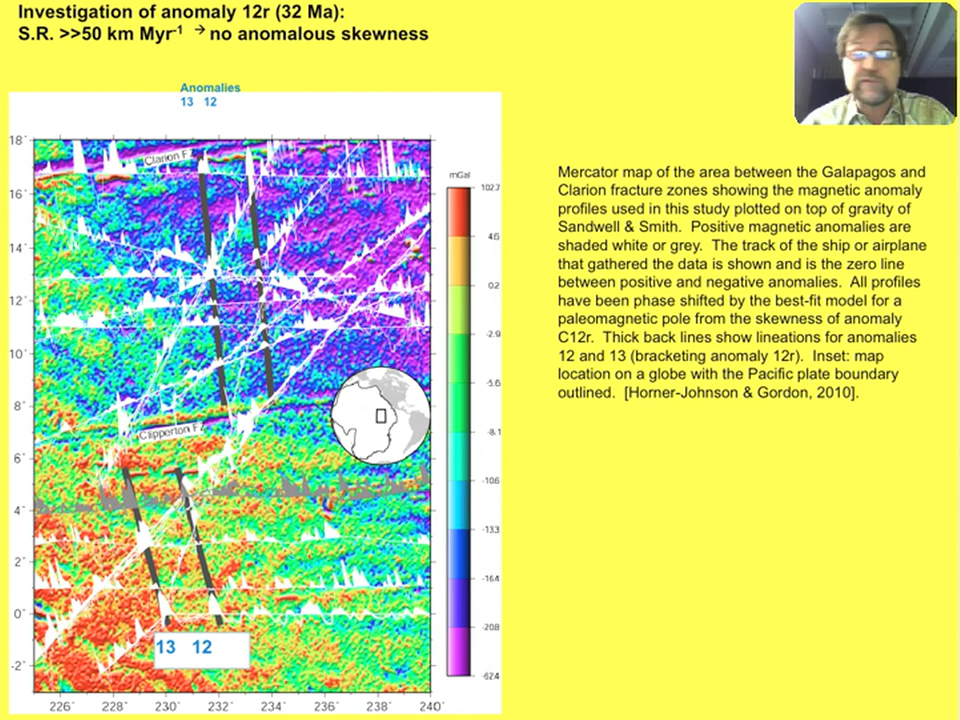 Investigation of anomaly 12r (32 Ma):
S.R. >>50 km Myr-1 → no anomalous skewness
Anomalies
13 12
18°
16°
14°
12°
10°
8°
6°
4°
2°
0°
-2°
Clarion FZ
Clipperton FZ
13 12
226° 228° 230° 232° 234° 236° 238° 240°
mGal
102.7
4.6
0.2
-2.9
-5.6
-8.1
-10.6
-13.3
-16.4
-20.8
-62.4
Mercator map of the area between the Galapagos and
Clarion fracture zones showing the magnetic anomaly
profiles used in this study plotted on top of gravity of
Sandwell & Smith. Positive magnetic anomalies are
shaded white or grey. The track of the ship or airplane
that gathered the data is shown and is the zero line
between positive and negative anomalies. All profiles
have been phase shifted by the best-fit model for a
paleomagnetic pole from the skewness of anomaly
C12r. Thick back lines show lineations for anomalies
12 and 13 (bracketing anomaly 12r). Inset: map
location on a globe with the Pacific plate boundary
outlined. [Horner-Johnson & Gordon, 2010].